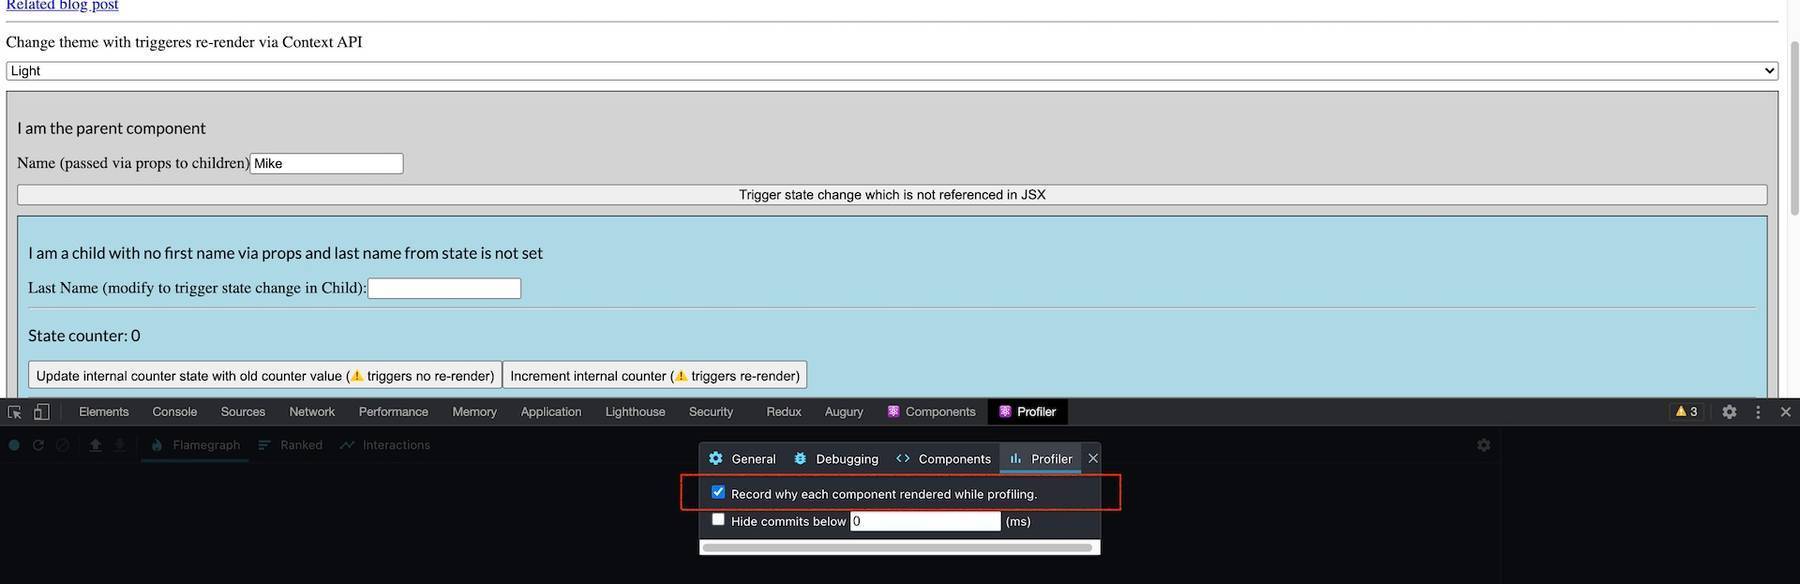 Related blog post
Change theme with triggeres re-render via Context API
Light
I am the parent component
Name (passed via props to children) Mike
Trigger state change which is not referenced in JSX
I am a child with no first name via props and last name from state is not set
Last Name (modify to trigger state change in Child):
State counter: 0
Update internal counter state with old counter value (⚠️ triggers no re-render) Increment internal counter (⚠️ triggers re-render)
Elements Console Sources Network Performance Memory Application Lighthouse Security Redux Augury Components Profiler 3
Flamegraph Ranked Interactions
General Debugging Components Profiler
Record why each component rendered while profiling.
Hide commits below 0 (ms)